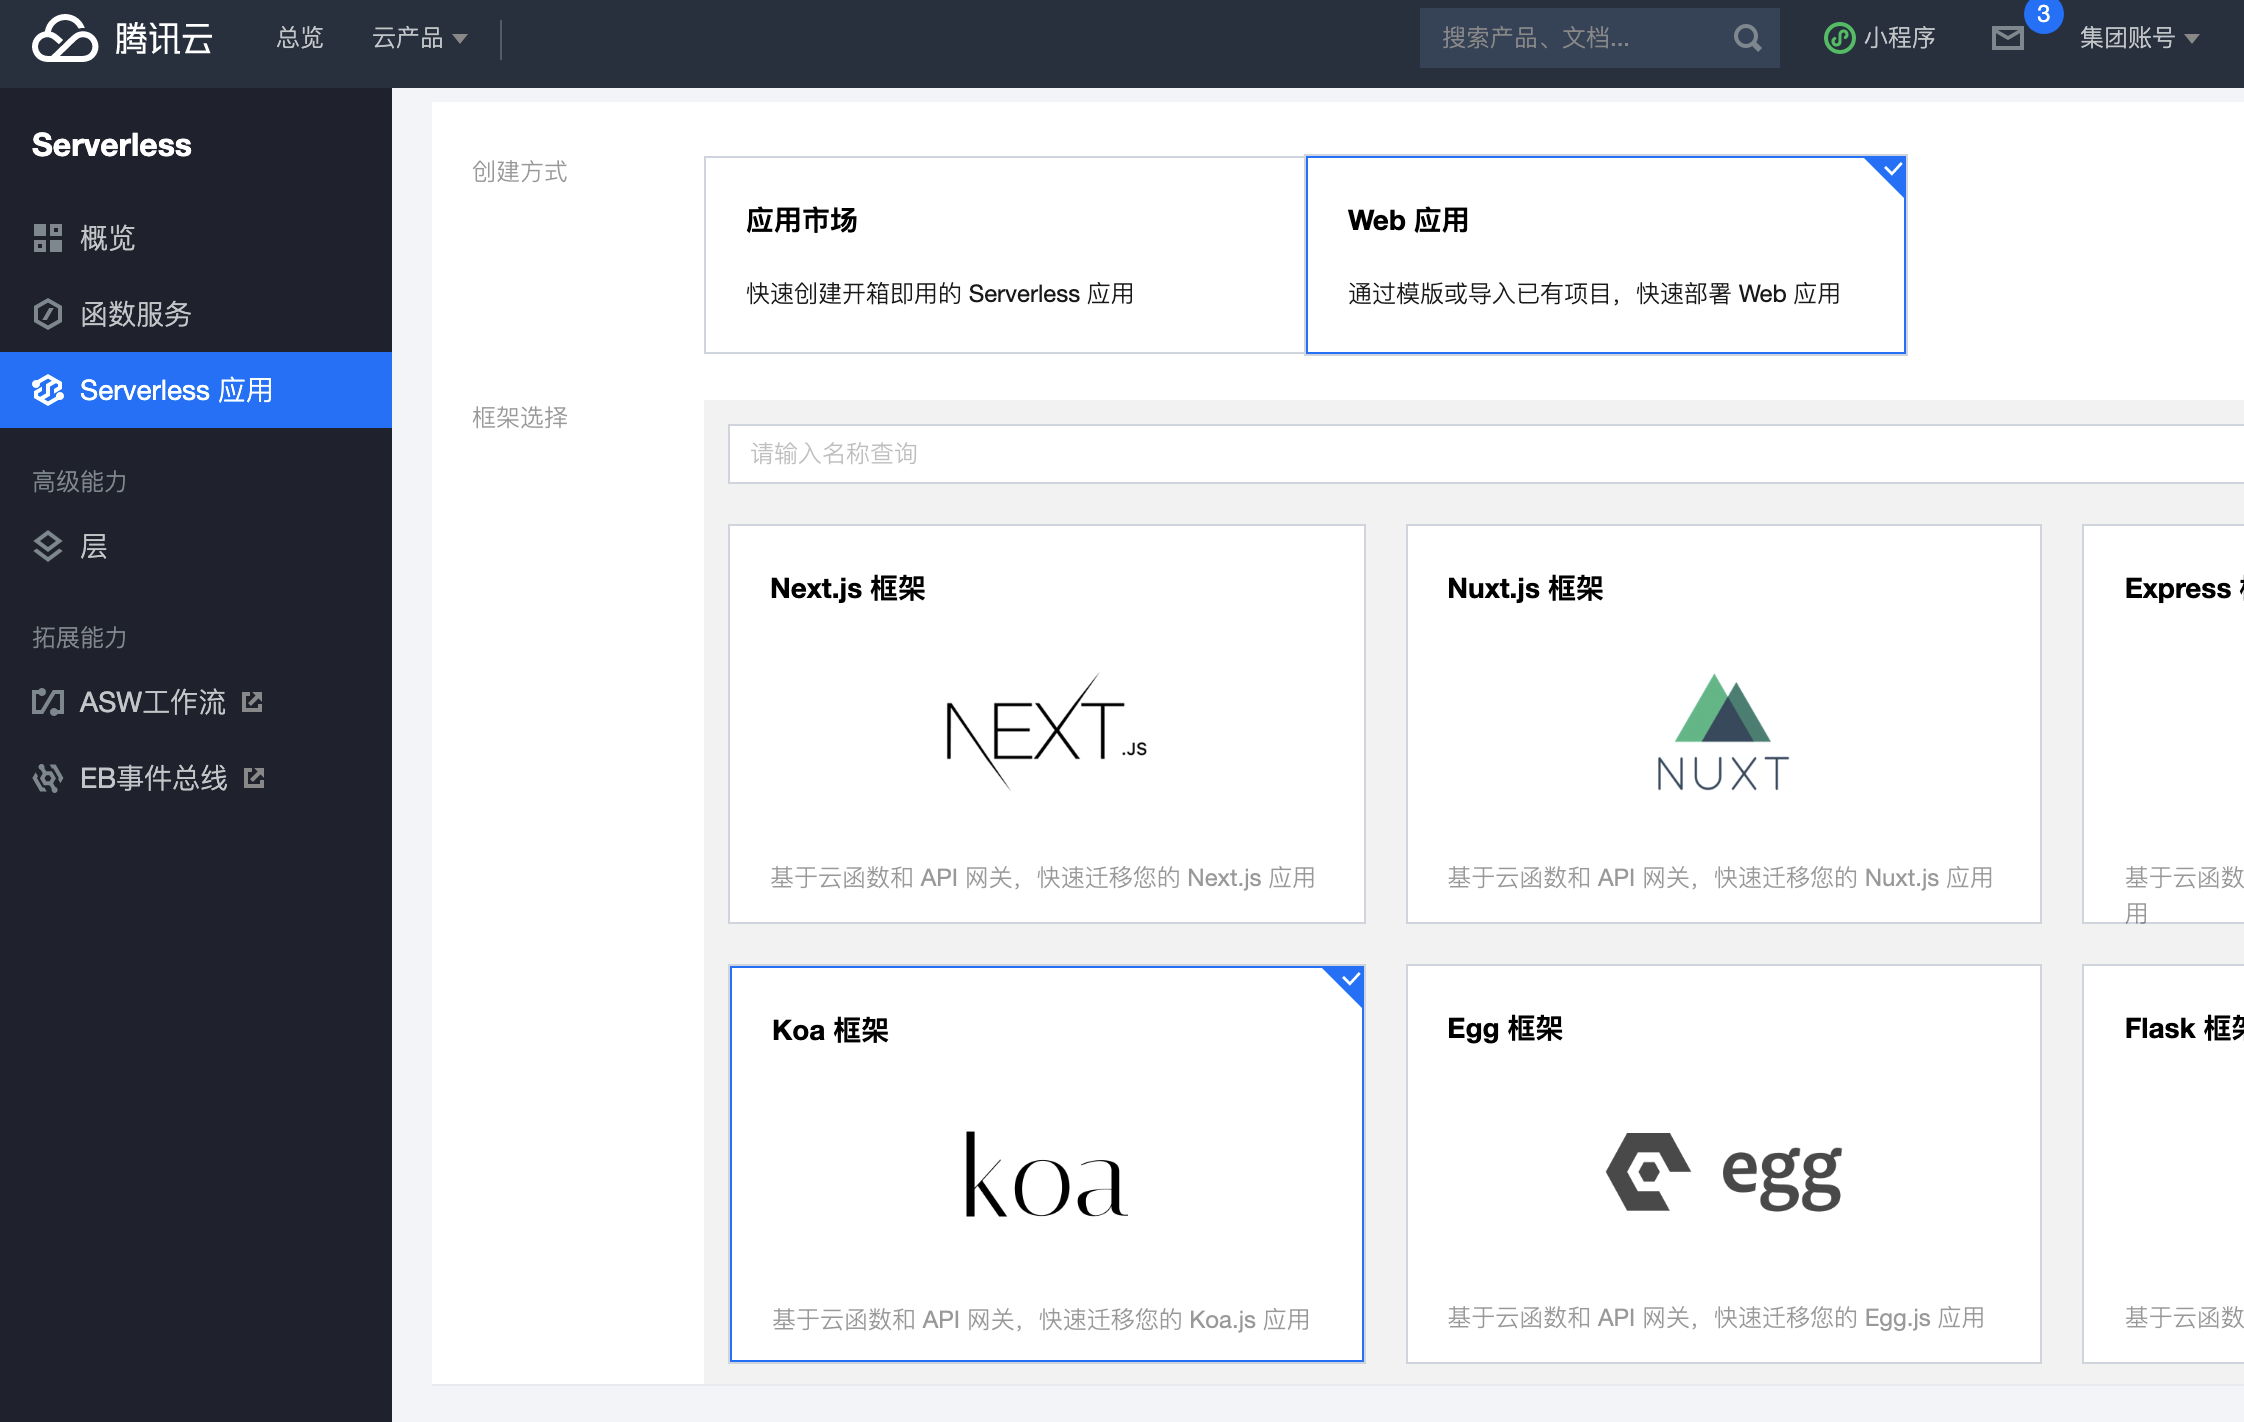 腾讯云
总览
云产品
搜索产品、文档...
小程序
3
集团账号
Serverless
概览
函数服务
Serverless 应用
高级能力
层
拓展能力
ASW工作流
EB事件总线
创建方式
应用市场
快速创建开箱即用的 Serverless 应用
Web 应用
通过模版或导入已有项目，快速部署 Web 应用
框架选择
请输入名称查询
Next.js 框架
NEXT.JS
基于云函数和 API 网关，快速迁移您的 Next.js 应用
Nuxt.js 框架
NUXT
基于云函数和 API 网关，快速迁移您的 Nuxt.js 应用
Express
基于云函数
用
Koa 框架
koa
基于云函数和 API 网关，快速迁移您的 Koa.js 应用
Egg 框架
egg
基于云函数和 API 网关，快速迁移您的 Egg.js 应用
Flask 框架
基于云函数